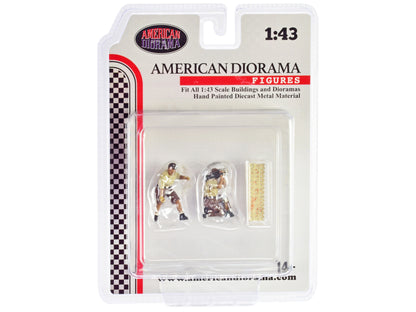 AMERICAN
DIORAMA
1:43
AMERICAN DIORAMA
FIGURES
Fit All 1:43 Scale Buildings and Dioramas
Hand Painted Diecast Metal Material
14+
www.americandiorama.com